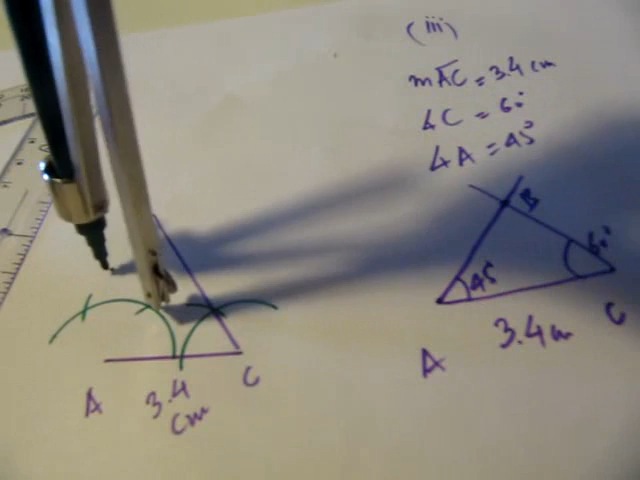 (iii)
mAC = 3.4 cm
∠C = 60°
∠A = 45°
B
60°
45°
A 3.4 cm C
A 3.4 cm C